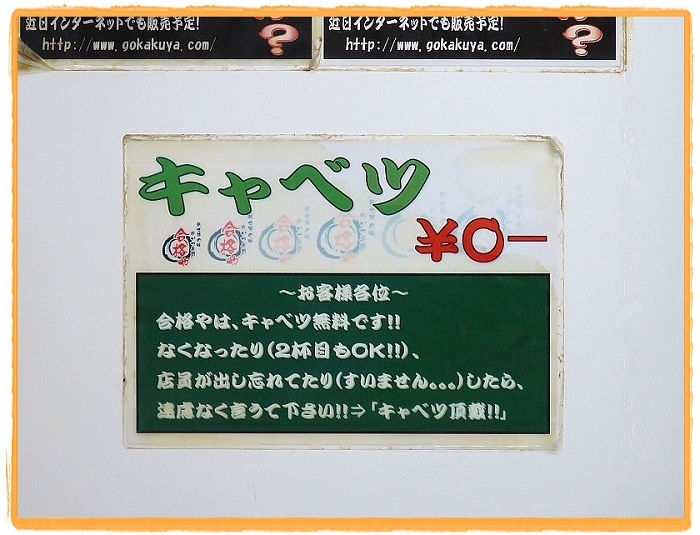 近日インターネットでも販売予定!
http://www.gokakuya.com/
近日インターネットでも販売予定!
http://www.gokakuya.com/
キャベツ
¥0ー
〜お客様各位〜
合格やは、キャベツ無料です!!
なくなったり(2杯目もOK!!)、
店員が出し忘れてたり(すいません。。。)したら、
遠慮なく言うて下さい!!⇒「キャベツ頂戴!!」